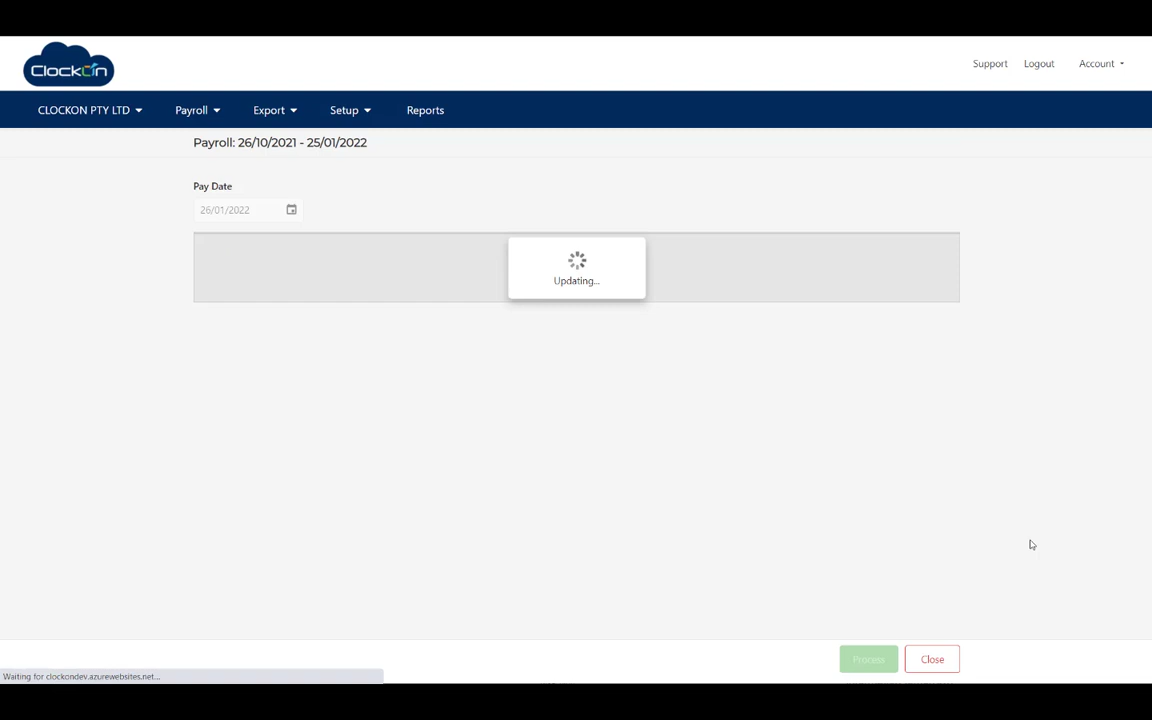 ClockOn
Support
Logout
Account
CLOCKON PTY LTD
Payroll
Export
Setup
Reports
Payroll: 26/10/2021 - 25/01/2022
Pay Date
26/01/2022
Updating...
Process
Close
Waiting for clockondev.azurewebsites.net...